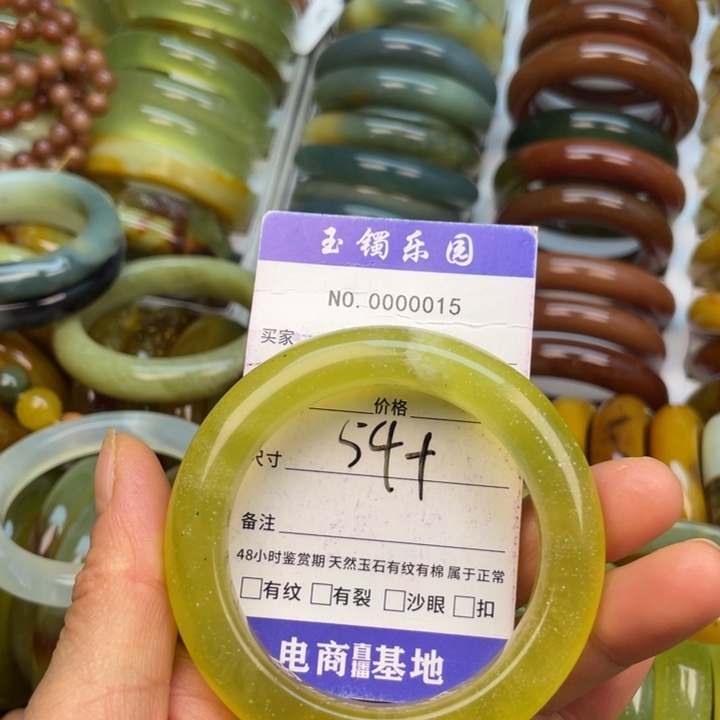 玉镯乐园
NO. 0000015
买家
价格
尺寸 54+
备注
48小时鉴赏期 天然玉石有纹有棉 属于正常
□有纹 □有裂 □沙眼 □扣
电商直播基地